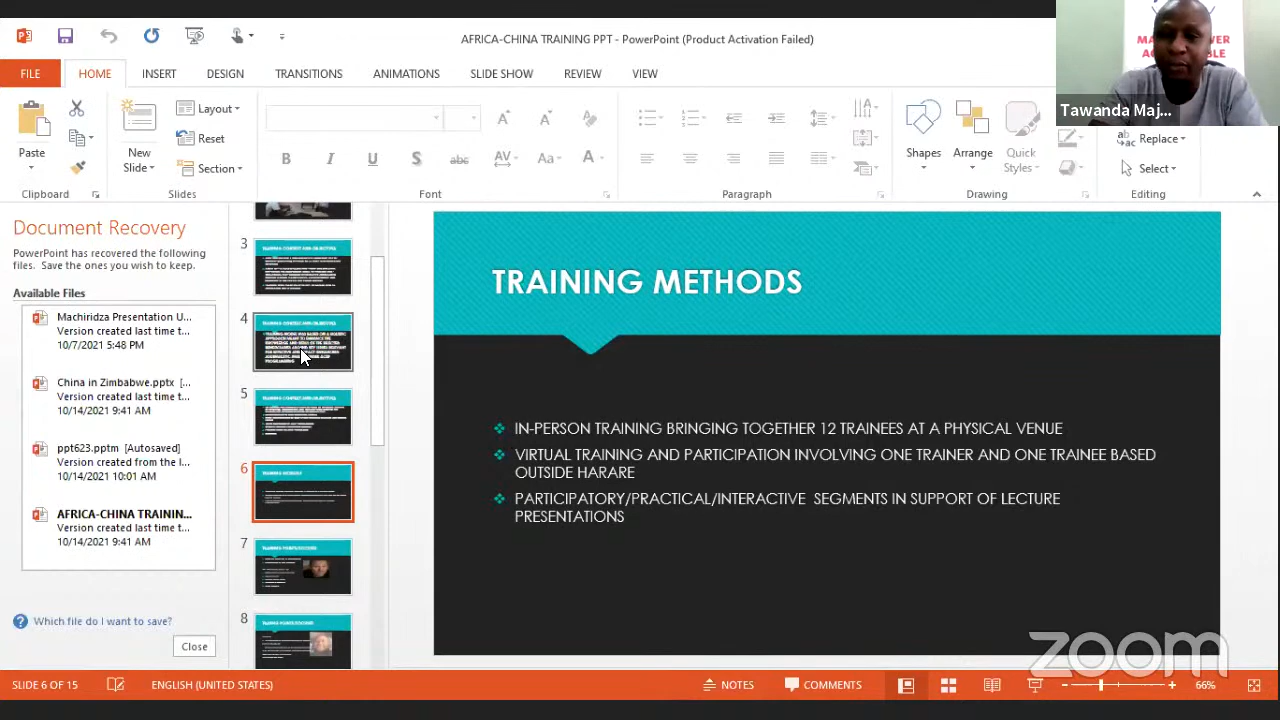 AFRICA-CHINA TRAINING PPT - PowerPoint (Product Activation Failed)
FILE HOME INSERT DESIGN TRANSITIONS ANIMATIONS SLIDE SHOW REVIEW VIEW
Tawanda Maj...
Paste
New
Slide
Layout
Reset
Section
Shapes
Arrange
Quick
Styles
Replace
Select
Clipboard Slides Font Paragraph Drawing Editing
Document Recovery
PowerPoint has recovered the following
files. Save the ones you wish to keep.
Available Files
Machiridza Presentation U...
Version created last time t...
10/7/2021 5:48 PM
China in Zimbabwe.pptx [...
Version created last time t...
10/12/2021 9:41 AM
ppt623.pptm [Autosaved]
Version created from the l...
10/14/2021 10:01 AM
AFRICA-CHINA TRAININ...
Version created last time t...
10/14/2021 9:41 AM
Which file do I want to save?
Close
3
4
5
6
7
8
TRAINING METHODS
IN-PERSON TRAINING BRINGING TOGETHER 12 TRAINEES AT A PHYSICAL VENUE
VIRTUAL TRAINING AND PARTICIPATION INVOLVING ONE TRAINER AND ONE TRAINEE BASED
OUTSIDE HARARE
PARTICIPATORY/PRACTICAL/INTERACTIVE SEGMENTS IN SUPPORT OF LECTURE
PRESENTATIONS
zoom
SLIDE 6 OF 15 ENGLISH (UNITED STATES) NOTES COMMENTS 66%